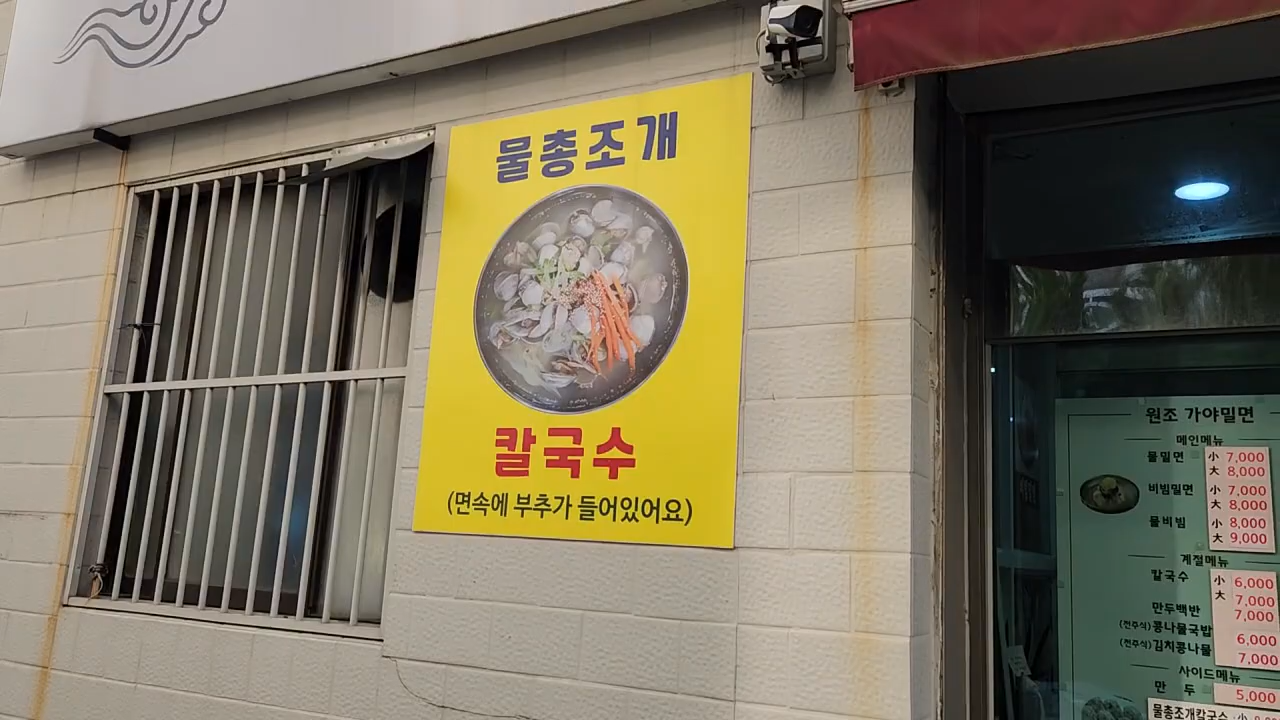 물총조개
칼국수
(면속에 부추가 들어있어요)
원조 가야밀면
메인메뉴
물밀면 小 7,000
大 8,000
비빔밀면 小 7,000
大 8,000
물비빔 小 8,000
大 9,000
계절메뉴
칼국수 小 6,000
大 7,000
만두백반 7,000
(전주식)콩나물국밥 6,000
(전주식)김치콩나물 7,000
사이드메뉴
만 두 5,000
물총조개칼국수 小